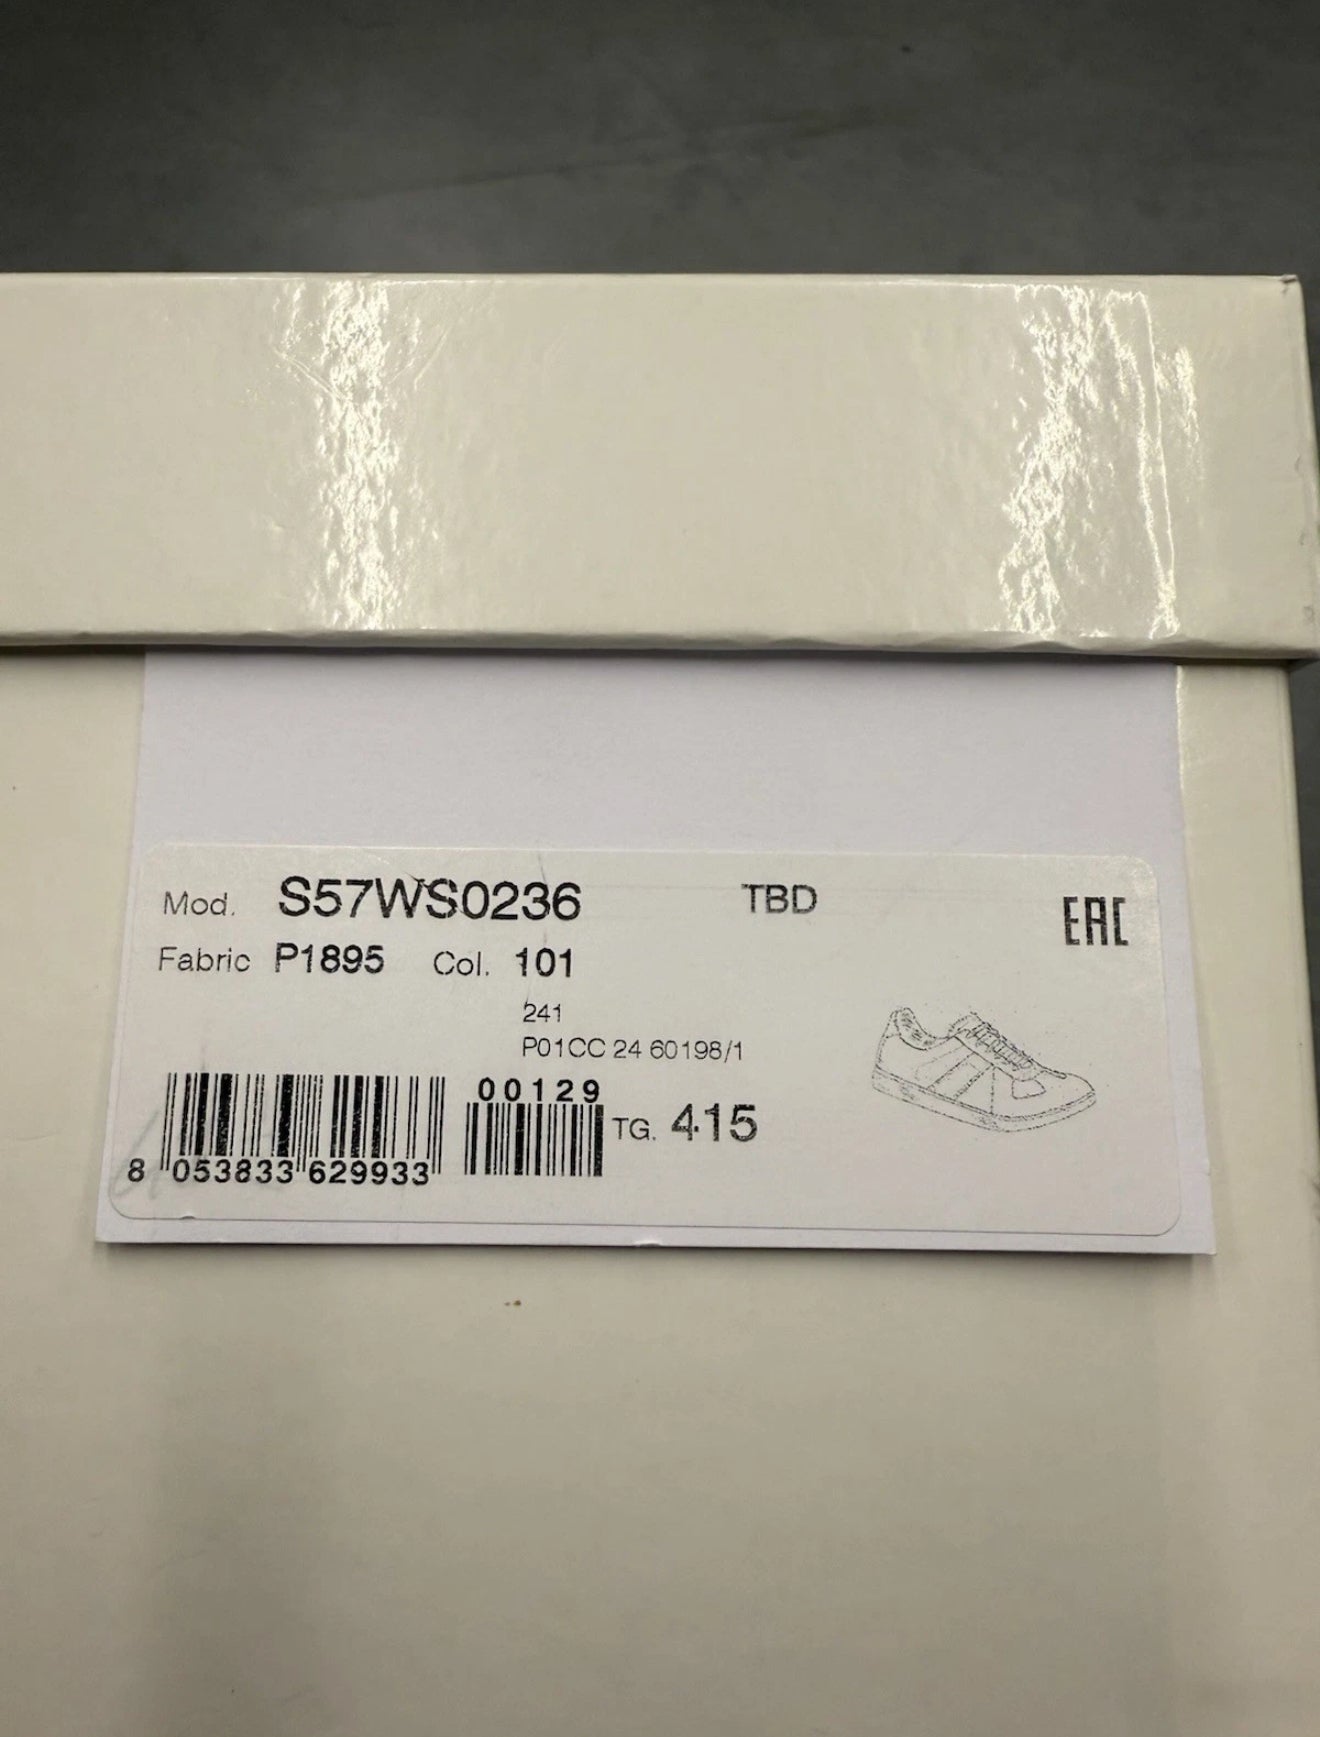 Mod. S57WS0236 TBD
EAC
Fabric P1895 Col. 101
241
P01CC 24 60198/1
00129
TG. 415
8 053833 629933